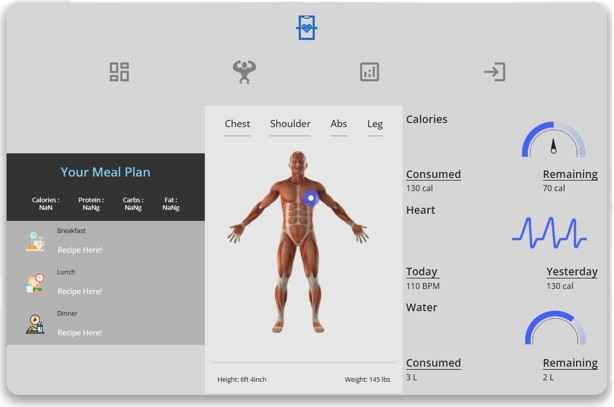 Chest Shoulder Abs Leg
Your Meal Plan
Calories : Protein : Carbs : Fat :
NaN NaNg NaNg NaNg
Breakfast
Recipe Here!
Lunch
Recipe Here!
Dinner
Recipe Here!
Height: 6ft 4inch Weight: 145 lbs
Calories
Consumed Remaining
130 cal 70 cal
Heart
Today Yesterday
110 BPM 130 cal
Water
Consumed Remaining
3 L 2 L